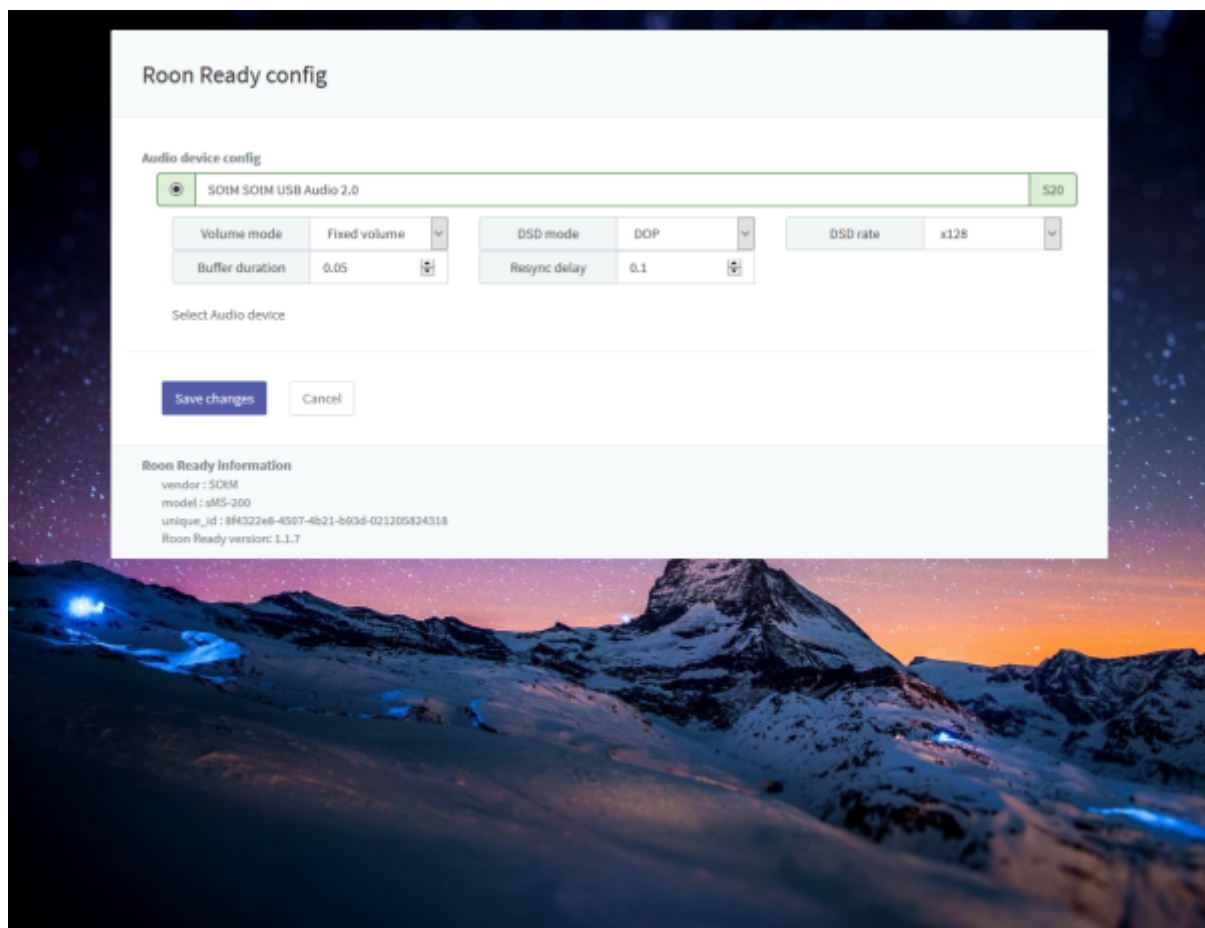 Roon Ready config
Audio device config
SOtM SOtM USB Audio 2.0 S20
Volume mode Fixed volume DSD mode DOP DSD rate x128
Buffer duration 0.05 Resync delay 0.1
Select Audio device
Save changes Cancel
Roon Ready information
vendor : SOtM
model : sMS-200
unique_id : 8f4322e8-4507-4b21-b93d-021205824318
Roon Ready version: 1.1.7